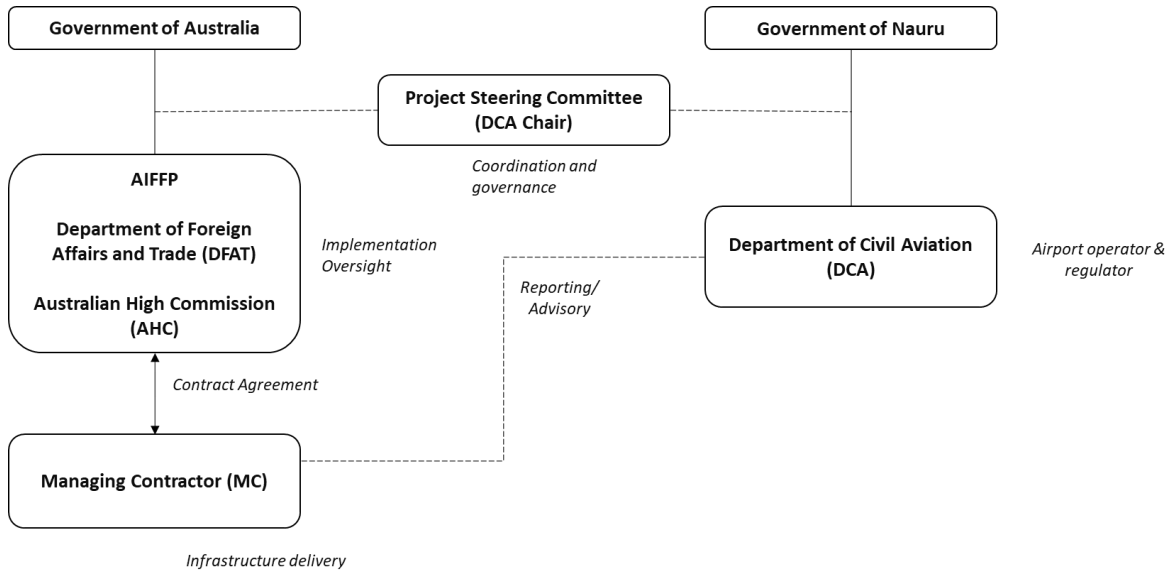 Government of Australia
Government of Nauru
Project Steering Committee
(DCA Chair)
Coordination and
governance
AIFFP
Department of Foreign
Affairs and Trade (DFAT)
Australian High Commission
(AHC)
Implementation
Oversight
Department of Civil Aviation
(DCA)
Airport operator &
regulator
Reporting/
Advisory
Contract Agreement
Managing Contractor (MC)
Infrastructure delivery